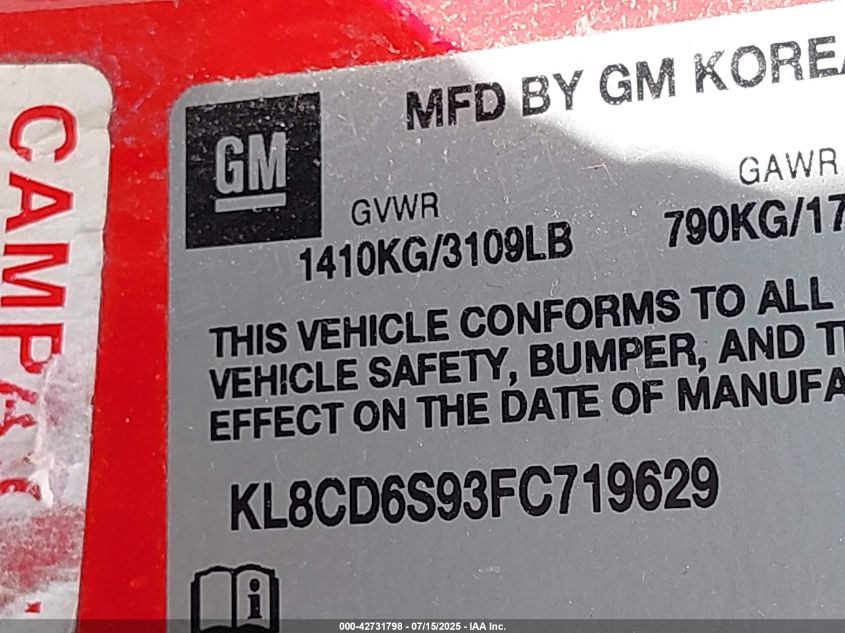 CAMPAG
MFD BY GM KOREA
GM
GVWR
GAWR
1410KG/3109LB
790KG/17
THIS VEHICLE CONFORMS TO ALL
VEHICLE SAFETY, BUMPER, AND T
EFFECT ON THE DATE OF MANUFA
KL8CD6S93FC719629
i
000-42731798 - 07/15/2025 - IAA Inc.